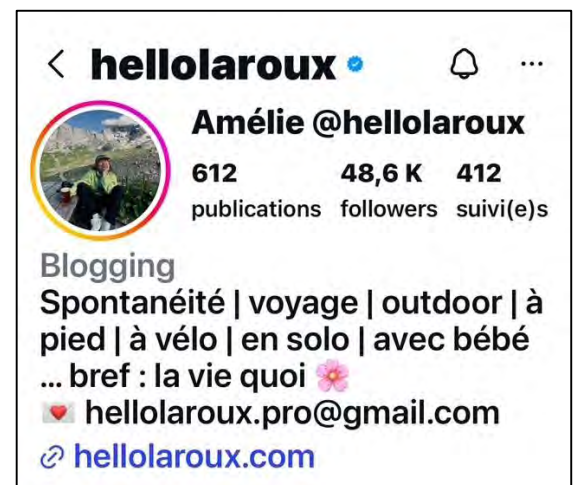 hellolaroux
Amélie @hellolaroux
612 48,6 K 412
publications followers suivi(e)s
Blogging
Spontanéité | voyage | outdoor | à
pied | à vélo | en solo | avec bébé
... bref : la vie quoi 🌸
💌 hellolaroux.pro@gmail.com
hellolaroux.com